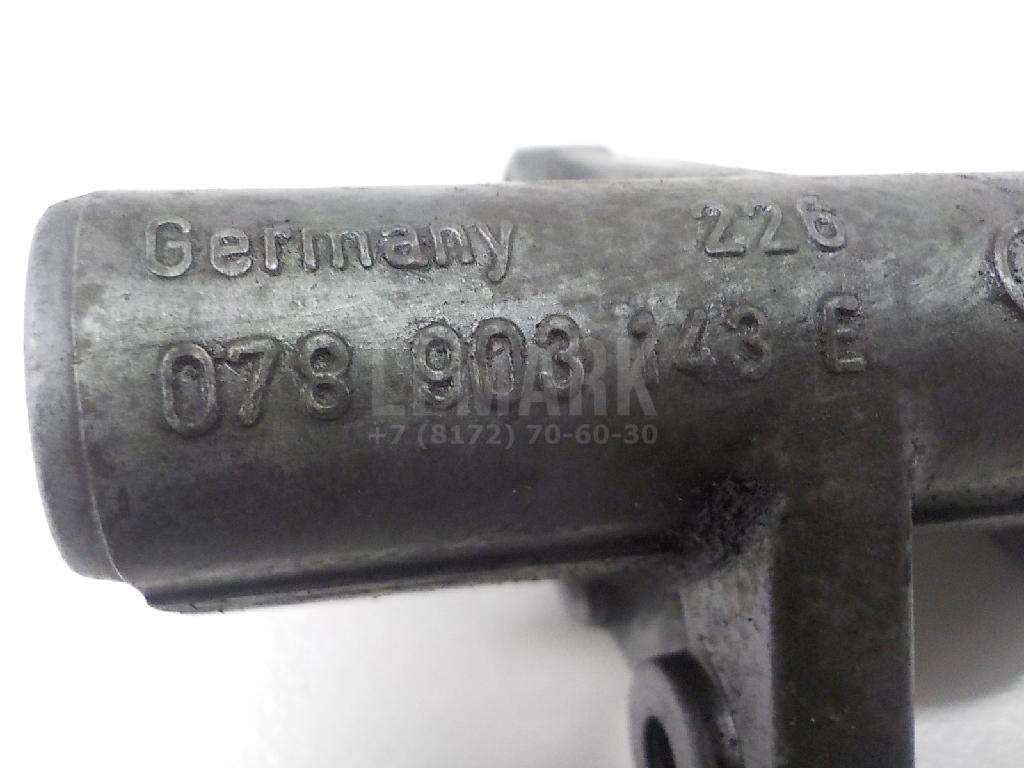 Germany 226
078 903 143 E
LEMARK
+7 (8172) 70-60-30